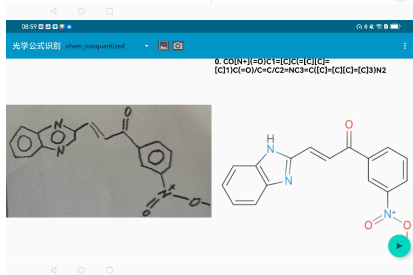 08:59
光学公式识别 chem_nonquantized
0. CO[N+](=O)C1=[C]C(=[C][C]=
[C]1)C(=O)/C=C/C2=NC3=C([C]=[C][C]=[C]3)N2
O
N
N
N+
O
O-
O
H
N
N
N+
O
O